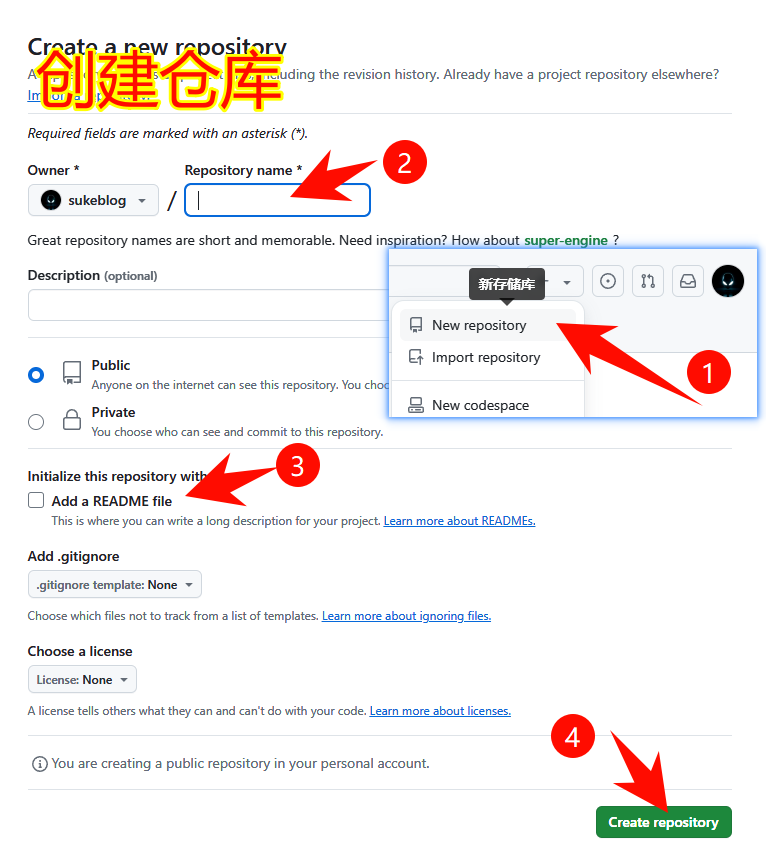 Create a new repository
创建仓库
including the revision history. Already have a project repository elsewhere?
Required fields are marked with an asterisk (*).
2
Owner *
Repository name *
sukeblog
/
Great repository names are short and memorable. Need inspiration? How about super-engine ?
Description (optional)
新存储库
New repository
Import repository
1
New codespace
Public
Anyone on the internet can see this repository. You
Private
You choose who can see and commit to this repository.
3
Initialize this repository with
Add a README file
This is where you can write a long description for your project. Learn more about READMEs.
Add .gitignore
.gitignore template: None
Choose which files not to track from a list of templates. Learn more about ignoring files.
Choose a license
License: None
A license tells others what they can and can't do with your code. Learn more about licenses.
4
You are creating a public repository in your personal account.
Create repository